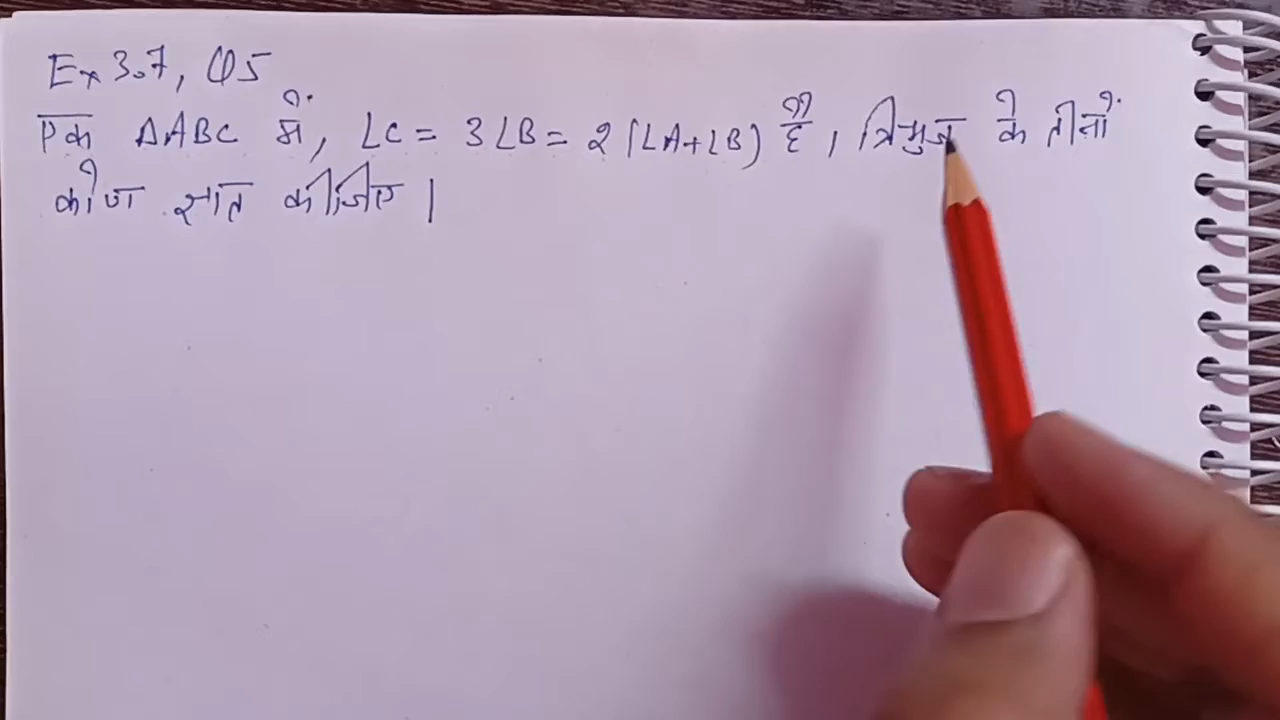 Ex 3.7, Q5
एक ΔABC में, ∠C = 3∠B = 2(∠A+∠B) है, त्रिभुज के तीनों
कोण ज्ञात कीजिए।